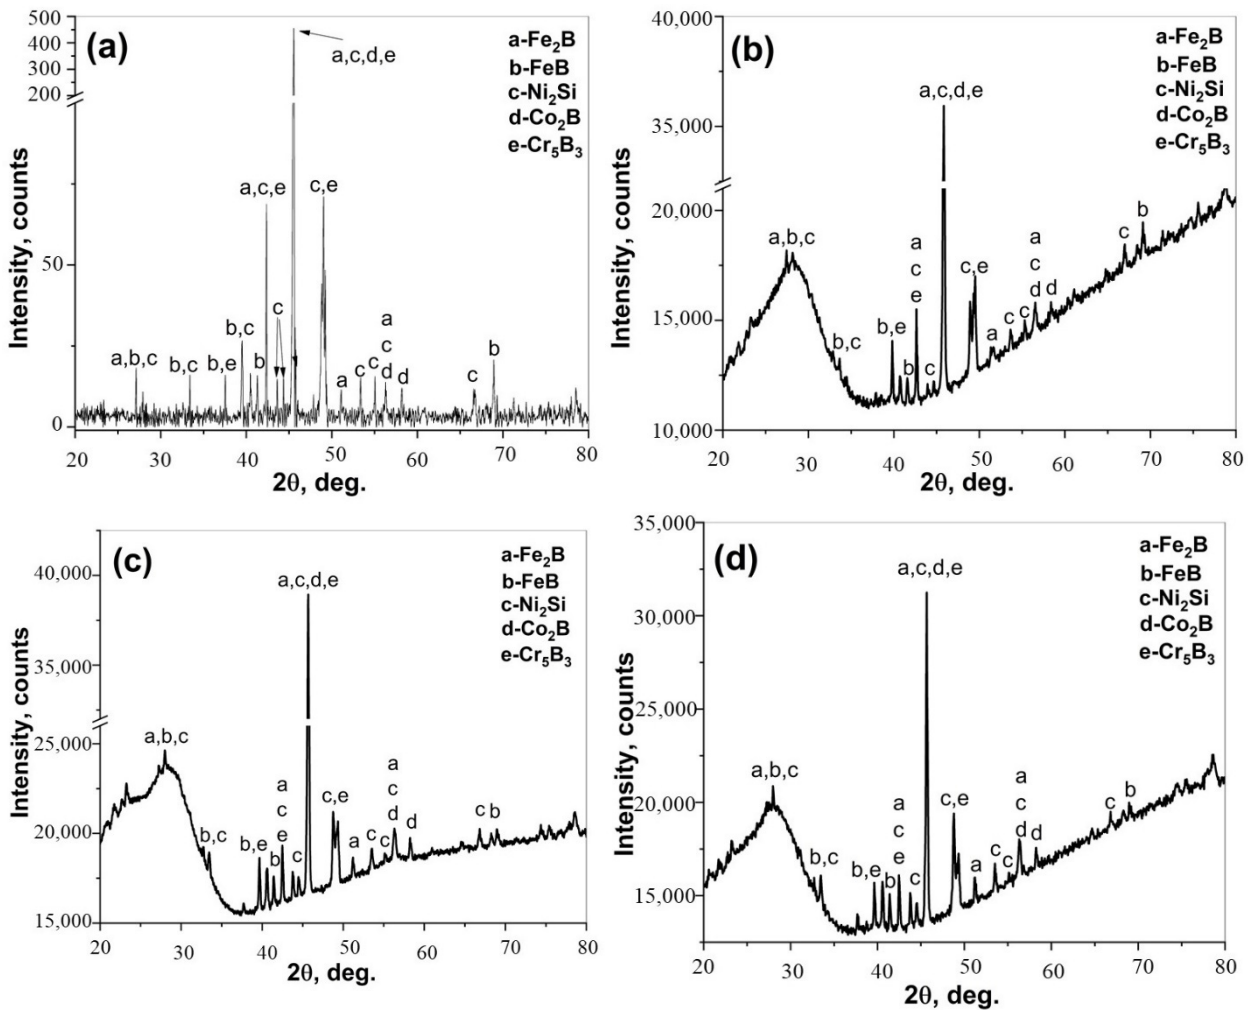 (a)
500
400
300
200
50
0
Intensity, counts
a,c,d,e
a-Fe₂B
b-FeB
c-Ni₂Si
d-Co₂B
e-Cr₅B₃
a,c,e
c,e
c
b,c
a
c
a,b,c
b,c
b,e
b
a
c
c
d
d
c
b
20 30 40 50 60 70 80
2θ, deg.
(b)
40,000
35,000
20,000
15,000
10,000
Intensity, counts
a,c,d,e
a-Fe₂B
b-FeB
c-Ni₂Si
d-Co₂B
e-Cr₅B₃
a,b,c
b,c
b,e
b
a
c
e
c
c,e
a
c
c
a
c
d
d
c
b
20 30 40 50 60 70 80
2θ, deg.
(c)
40,000
35,000
25,000
20,000
15,000
Intensity, counts
a,c,d,e
a-Fe₂B
b-FeB
c-Ni₂Si
d-Co₂B
e-Cr₅B₃
a,b,c
b,c
b,e
b
a
c
e
c
c,e
a
c
c
a
c
d
d
c b
20 30 40 50 60 70 80
2θ, deg.
(d)
35,000
30,000
25,000
20,000
15,000
Intensity, counts
a,c,d,e
a-Fe₂B
b-FeB
c-Ni₂Si
d-Co₂B
e-Cr₅B₃
a,b,c
b,c
b,e
b
a
c
e
c
c,e
a
c
c
a
c
d
d
c
b
20 30 40 50 60 70 80
2θ, deg.